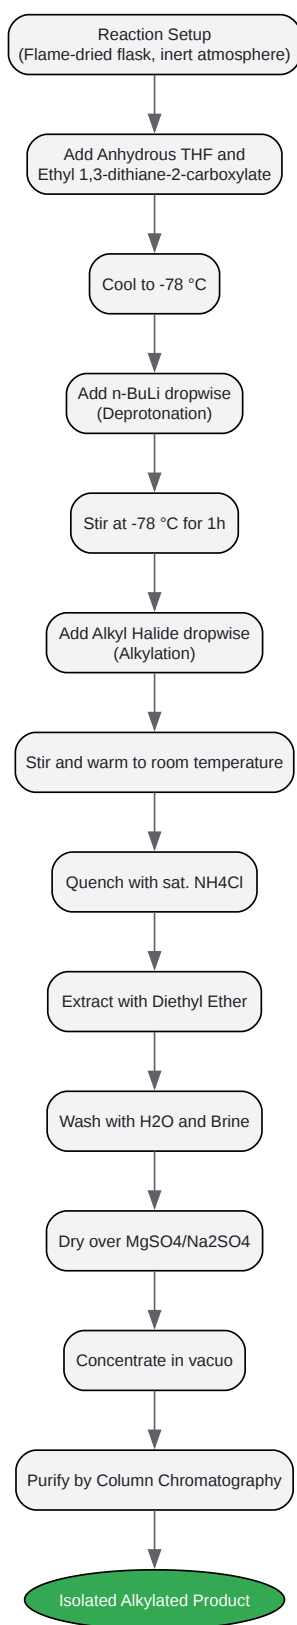 Reaction Setup
(Flame-dried flask, inert atmosphere)
Add Anhydrous THF and
Ethyl 1,3-dithiane-2-carboxylate
Cool to -78 °C
Add n-BuLi dropwise
(Deprotonation)
Stir at -78 °C for 1h
Add Alkyl Halide dropwise
(Alkylation)
Stir and warm to room temperature
Quench with sat. NH4Cl
Extract with Diethyl Ether
Wash with H2O and Brine
Dry over MgSO4/Na2SO4
Concentrate in vacuo
Purify by Column Chromatography
Isolated Alkylated Product